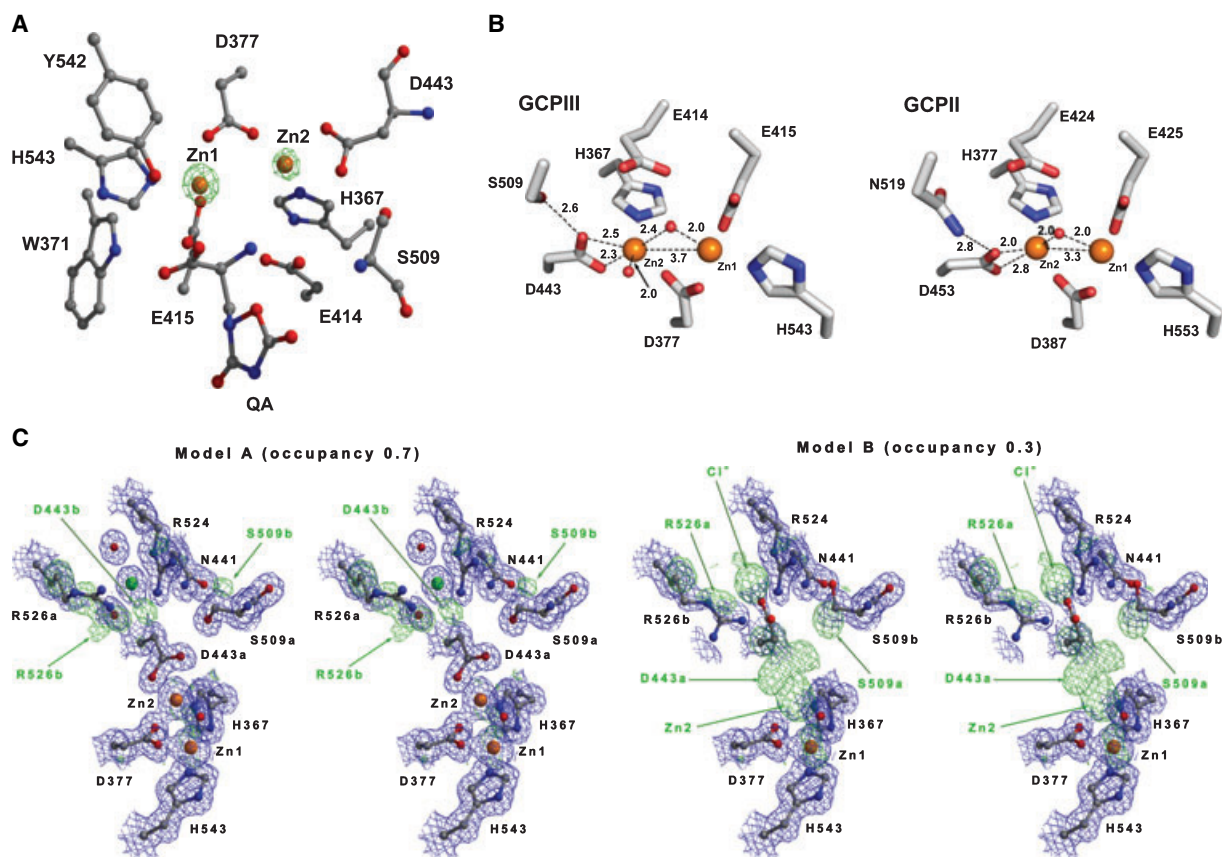 A
D377
Y542
D443
Zn2
Zn1
H543
H367
W371
S509
E415
E414
QA
B
GCPIII
E414
E415
H367
S509
2.6
2.5
2.4
2.0
2.3
3.7
Zn2
Zn1
D443
2.0
D377
H543
GCPII
E424
E425
H377
N519
2.8
2.0
2.0
2.0
2.8
3.3
Zn2
Zn1
D453
D387
H553
C
Model A (occupancy 0.7)
D443b
R524
N441
S509b
R526a
S509a
D443a
R526b
Zn2
H367
Zn1
D377
H543
D443b
R524
N441
S509b
R526a
S509a
D443a
R526b
Zn2
H367
Zn1
D377
H543
Model B (occupancy 0.3)
Cl"
R524
R526a
N441
R526b
S509b
D443a
S509a
Zn2
H367
Zn1
D377
H543
Cl"
R524
R526a
N441
R526b
S509b
D443a
S509a
Zn2
H367
Zn1
D377
H543